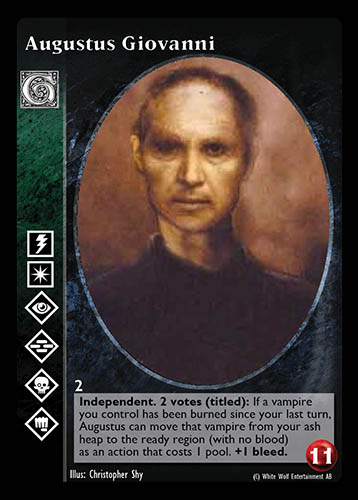 Augustus Giovanni
2
Independent. 2 votes (titled): If a vampire
you control has been burned since your last turn,
Augustus can move that vampire from your ash
heap to the ready region (with no blood)
as an action that costs 1 pool. +1 bleed.
11
Illus: Christopher Shy
(C) White Wolf Entertainment AB